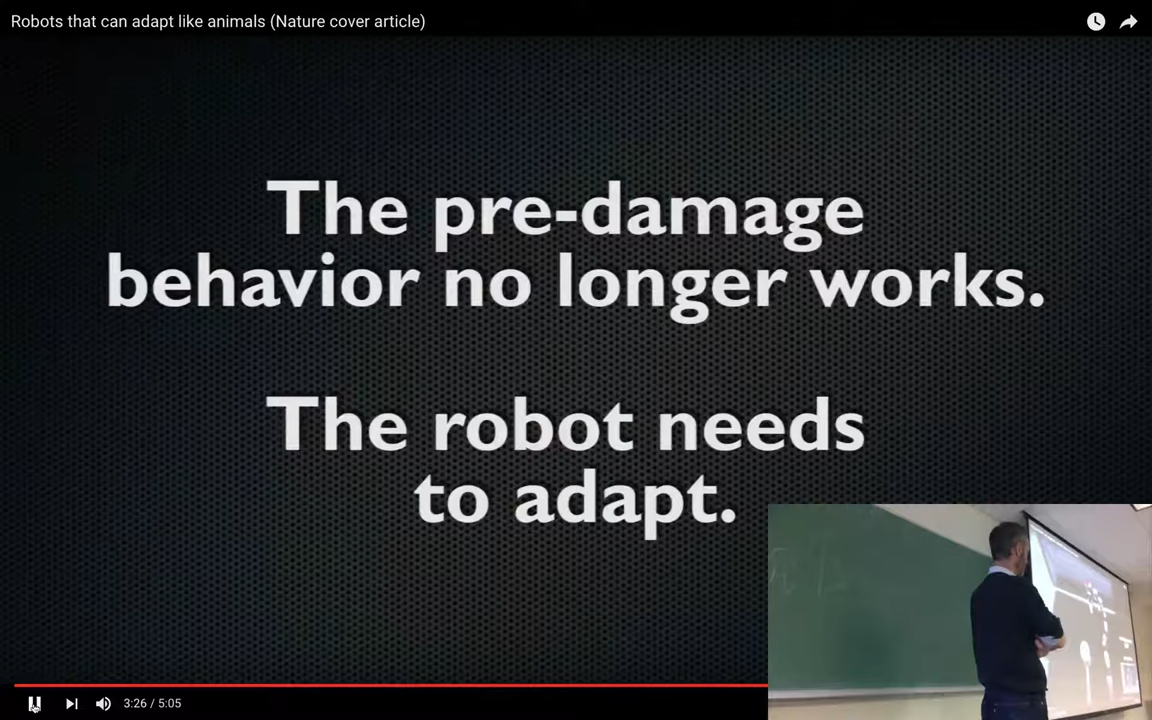 Robots that can adapt like animals (Nature cover article)
The pre-damage
behavior no longer works.
The robot needs
to adapt.
3:26 / 5:05